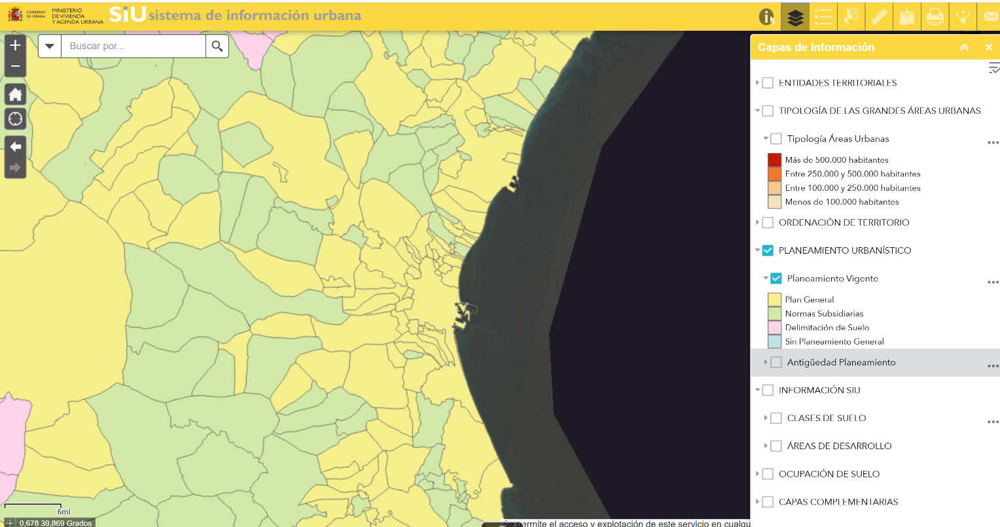 GOBIERNO
DE ESPAÑA
MINISTERIO
DE VIVIENDA
Y AGENDA URBANA
SiU sistema de información urbana
Buscar por...
Capas de Información
ENTIDADES TERRITORIALES
TIPOLOGÍA DE LAS GRANDES ÁREAS URBANAS
Tipología Áreas Urbanas
Más de 500.000 habitantes
Entre 250.000 y 500.000 habitantes
Entre 100.000 y 250.000 habitantes
Menos de 100.000 habitantes
ORDENACIÓN DE TERRITORIO
PLANEAMIENTO URBANÍSTICO
Planeamiento Vigente
Plan General
Normas Subsidiarias
Delimitación de Suelo
Sin Planeamiento General
Antigüedad Planeamiento
INFORMACIÓN SIU
CLASES DE SUELO
ÁREAS DE DESARROLLO
OCUPACIÓN DE SUELO
CAPAS COMPLEMENTARIAS
6mi
0,678 39,869 Grados
Se permite el acceso y explotación de este servicio en cualqu